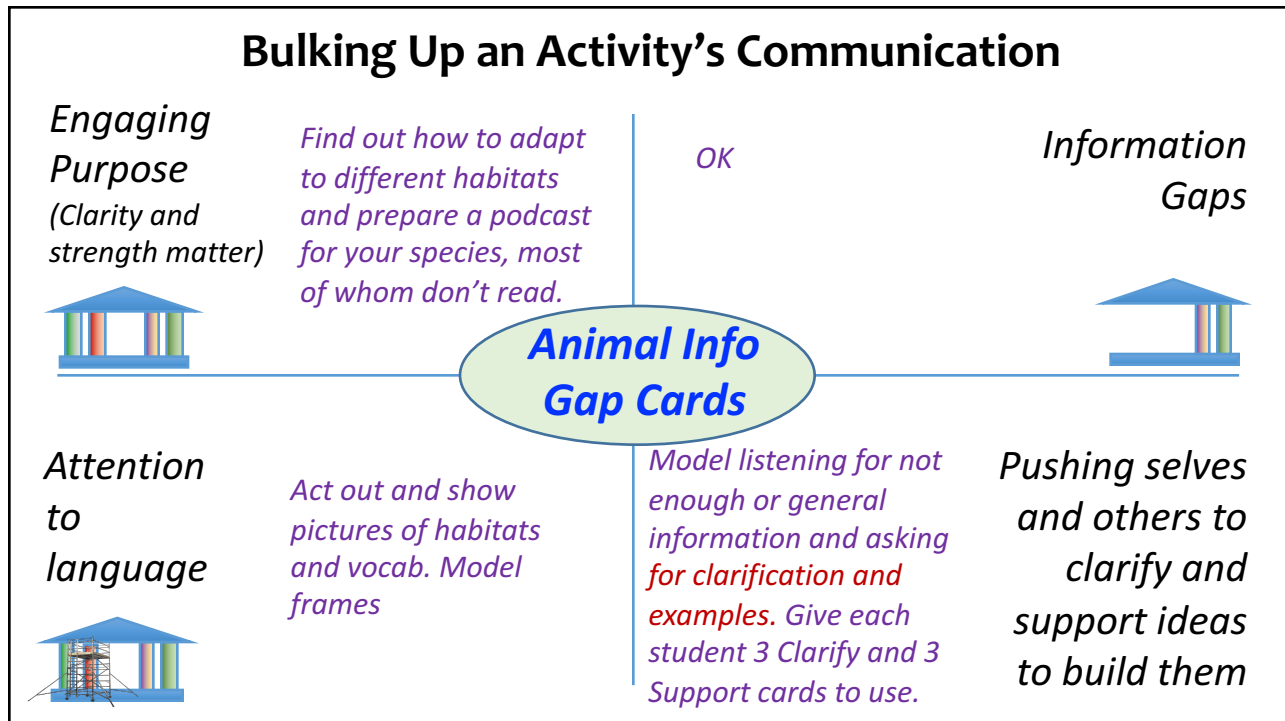 Bulking Up an Activity's Communication
Engaging
Purpose
(Clarity and
strength matter)
Find out how to adapt
to different habitats
and prepare a podcast
for your species, most
of whom don't read.
OK
Information
Gaps
Animal Info
Gap Cards
Attention
to
language
Act out and show
pictures of habitats
and vocab. Model
frames
Model listening for not
enough or general
information and asking
for clarification and
examples. Give each
student 3 Clarify and 3
Support cards to use.
Pushing selves
and others to
clarify and
support ideas
to build them